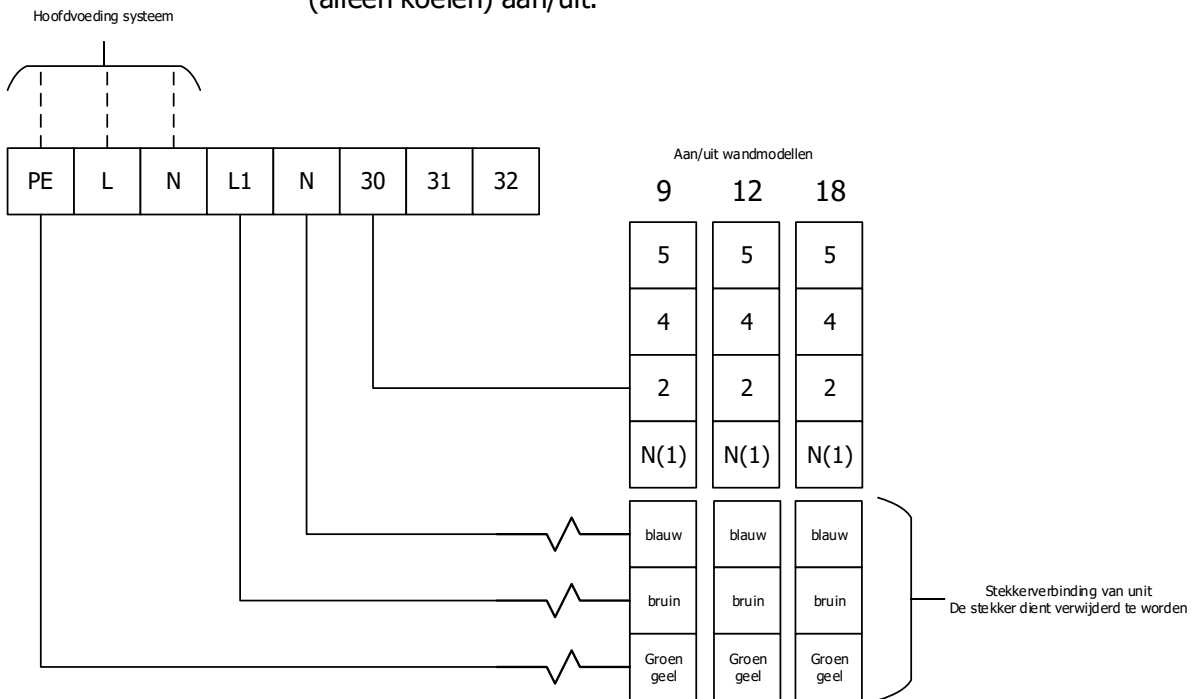 (alleen koelen) aan/uit.
Hoofdvoeding systeem
PE L N L1 N 30 31 32
Aan/uit wandmodellen
9 12 18
5 5 5
4 4 4
2 2 2
N(1) N(1) N(1)
blauw blauw blauw
bruin bruin bruin
Groen geel Groen geel Groen geel
Stekkerverbinding van unit
De stekker dient verwijderd te worden